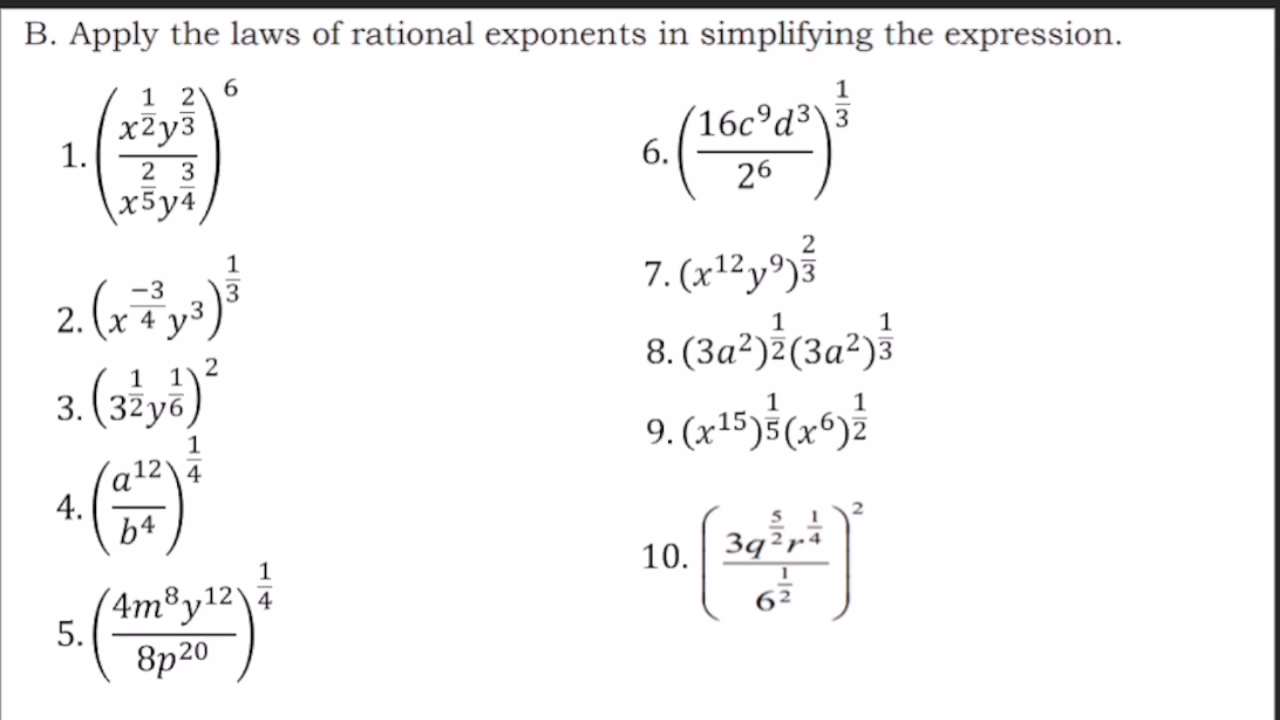 B. Apply the laws of rational exponents in simplifying the expression.
1. (x^(1/2)y^(2/3) / x^(2/5)y^(3/4))^6
2. (x^(-3/4)y^3)^(1/3)
3. (3^(1/2)y^(1/6))^2
4. (a^12 / b^4)^(1/4)
5. (4m^8y^12 / 8p^20)^(1/4)
6. (16c^9d^3 / 2^6)^(1/3)
7. (x^12y^9)^(2/3)
8. (3a^2)^(1/2)(3a^2)^(1/3)
9. (x^15)^(1/5)(x^6)^(1/2)
10. (3q^(5/2)r^(1/4) / 6^(1/2))^2